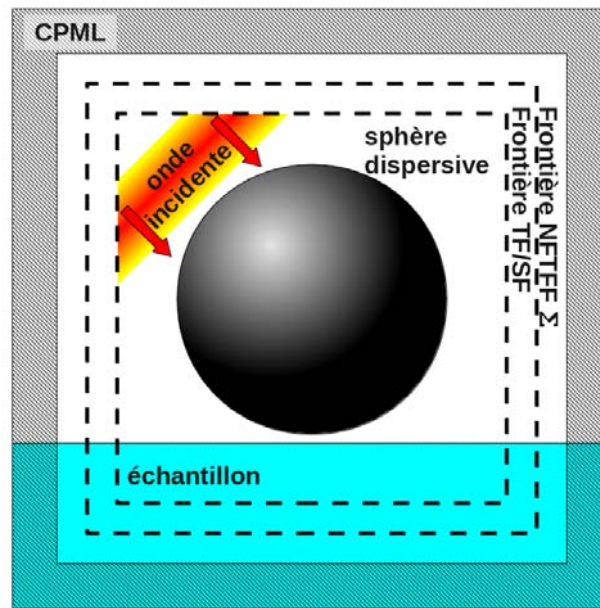 CPML
onde
incidente
sphère
dispersive
Frontière TF/SF
Frontière NFTFF Σ
échantillon